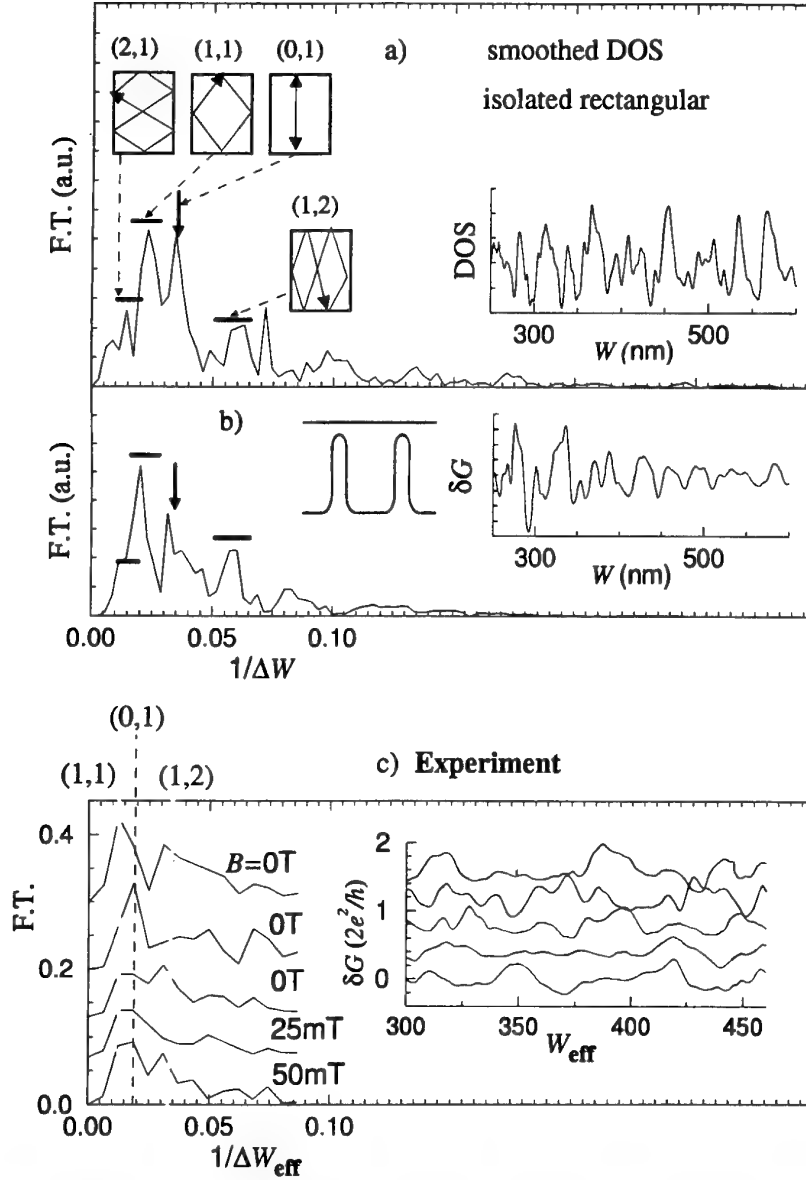 (2,1) (1,1) (0,1) a) smoothed DOS
isolated rectangular
(1,2)
F.T. (a.u.)
DOS
300 500
W (nm)
b)
F.T. (a.u.)
δG
300 500
W (nm)
0.00 0.05 0.10
1/ΔW
(0,1)
(1,1) (1,2) c) Experiment
F.T.
0.4
0.2
0.0
B=0T
0T
0T
25mT
50mT
δG (2e²/h)
2
1
0
300 350 400 450
W_eff
0.00 0.05 0.10
1/ΔW_eff